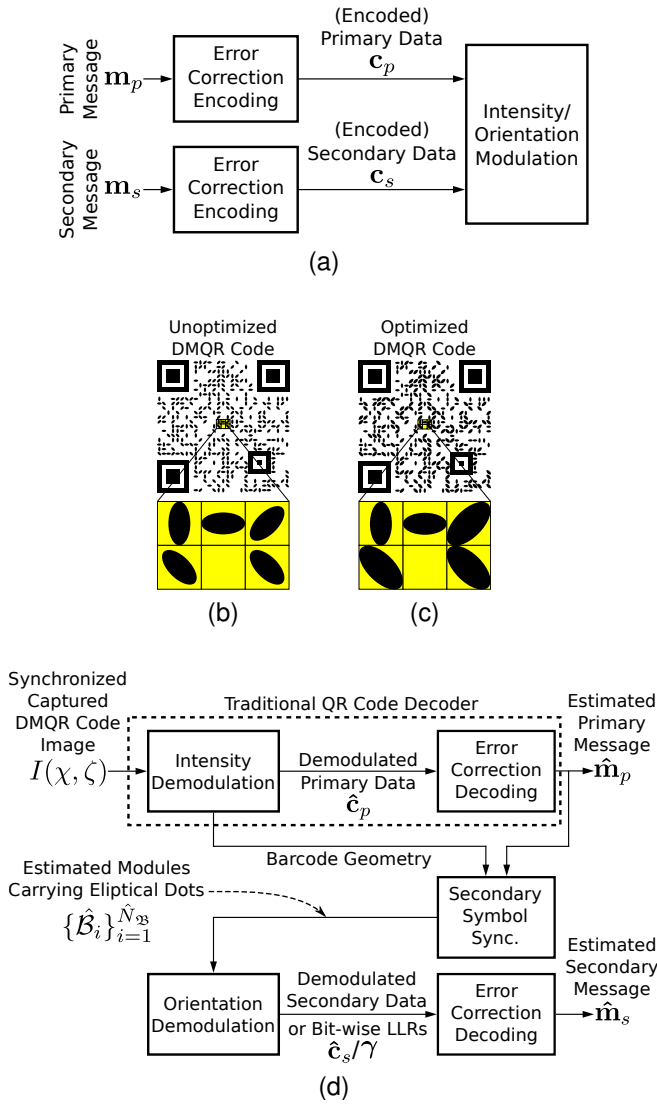 Primary
Message
𝐦_p
Error
Correction
Encoding
(Encoded)
Primary Data
𝐜_p
Secondary
Message
𝐦_s
Error
Correction
Encoding
(Encoded)
Secondary Data
𝐜_s
Intensity/
Orientation
Modulation
(a)
Unoptimized
DMQR Code
(b)
Optimized
DMQR Code
(c)
Synchronized
Captured
DMQR Code
Image
I(χ, ζ)
Traditional QR Code Decoder
Intensity
Demodulation
Demodulated
Primary Data
ĉ_p
Error
Correction
Decoding
Estimated
Primary
Message
m̂_p
Barcode Geometry
Estimated Modules
Carrying Eliptical Dots
{B̂_i}_{i=1}^{N̂_𝔅}
Secondary
Symbol
Sync.
Orientation
Demodulation
Demodulated
Secondary Data
or Bit-wise LLRs
ĉ_s/γ
Error
Correction
Decoding
Estimated
Secondary
Message
m̂_s
(d)